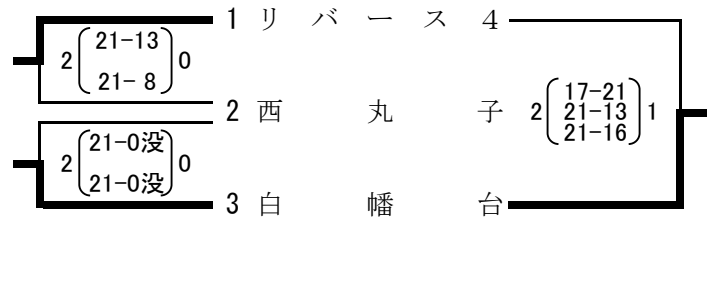 1 リバース4
2 ( 21-13 ) 0
21- 8
2 西丸子
2 ( 17-21 ) 1
21-13
21-16
2 ( 21-0没 ) 0
21-0没
3 白幡台